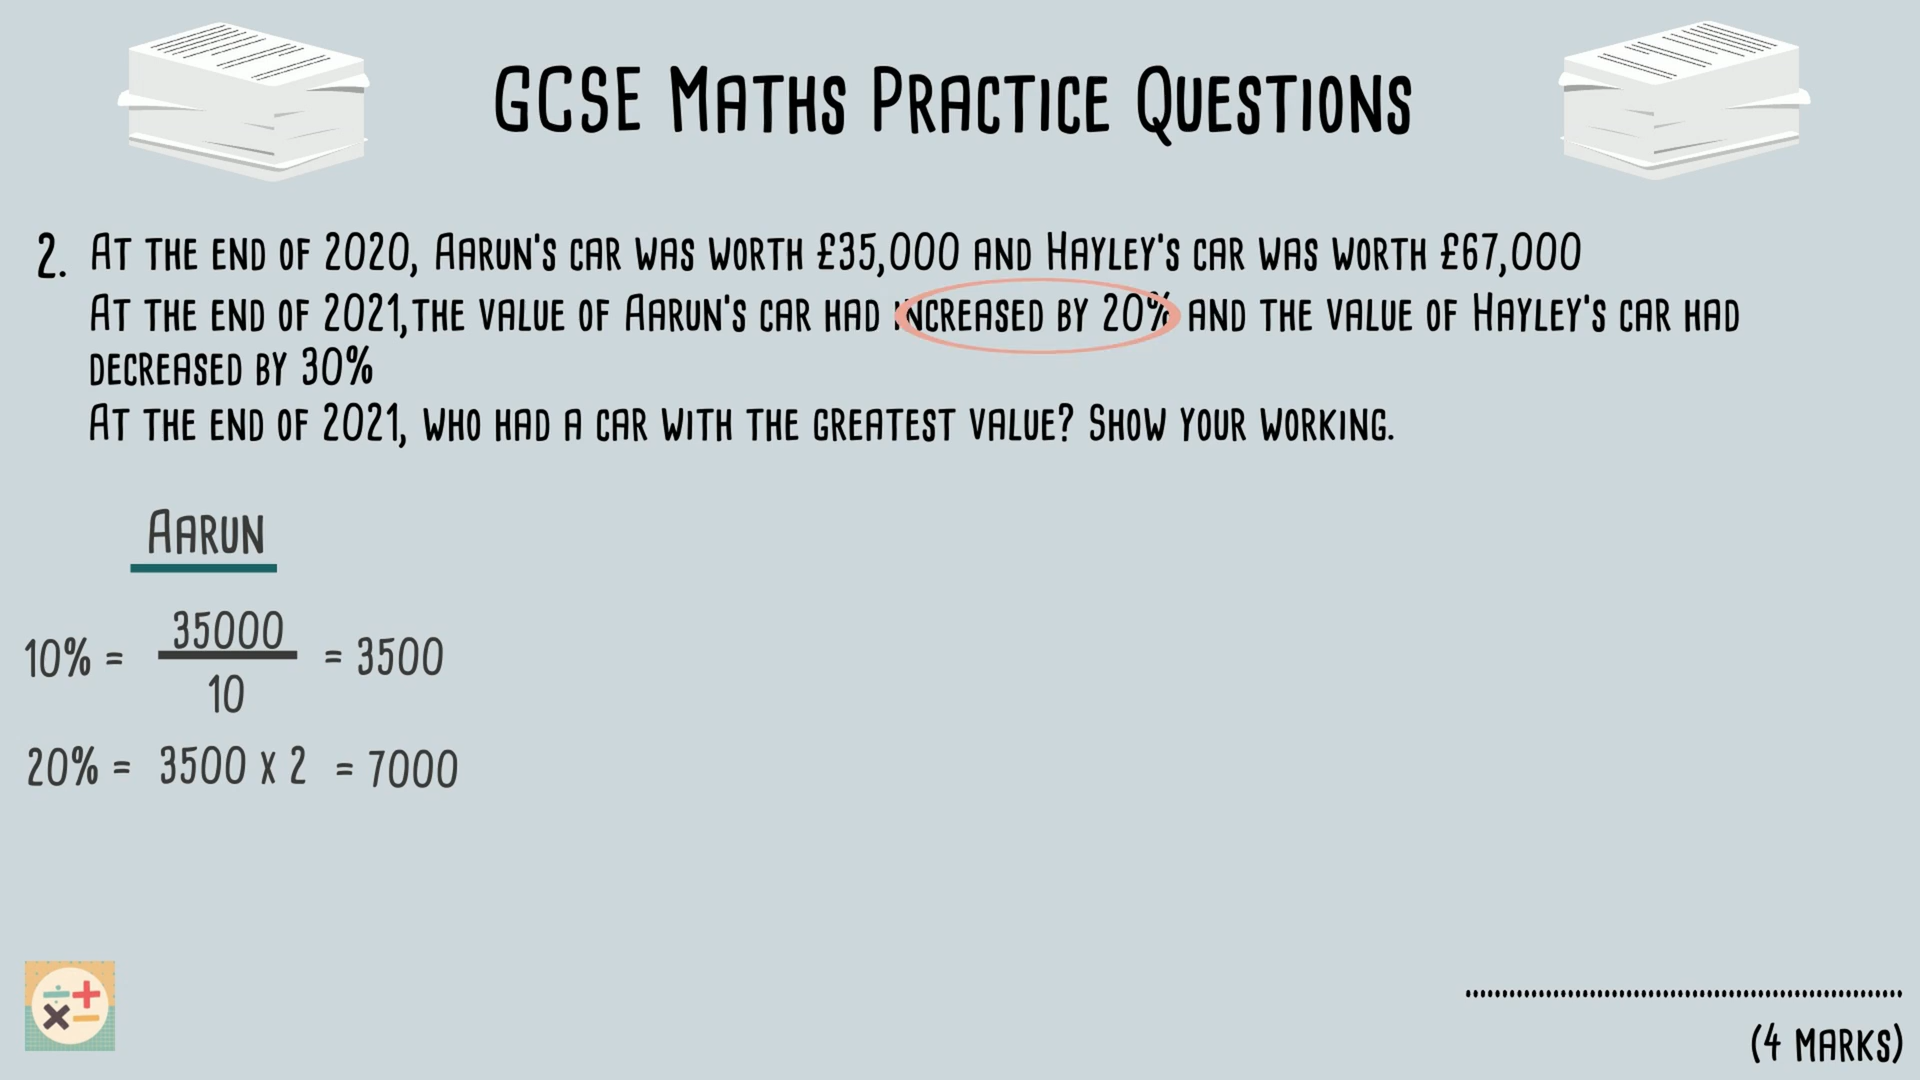 GCSE MATHS PRACTICE QUESTIONS
2. AT THE END OF 2020, AARUN'S CAR WAS WORTH £35,000 AND HAYLEY'S CAR WAS WORTH £67,000
AT THE END OF 2021,THE VALUE OF AARUN'S CAR HAD INCREASED BY 20% AND THE VALUE OF HAYLEY'S CAR HAD
DECREASED BY 30%
AT THE END OF 2021, WHO HAD A CAR WITH THE GREATEST VALUE? SHOW YOUR WORKING.
AARUN
10% = 35000 / 10 = 3500
20% = 3500 X 2 = 7000
(4 MARKS)